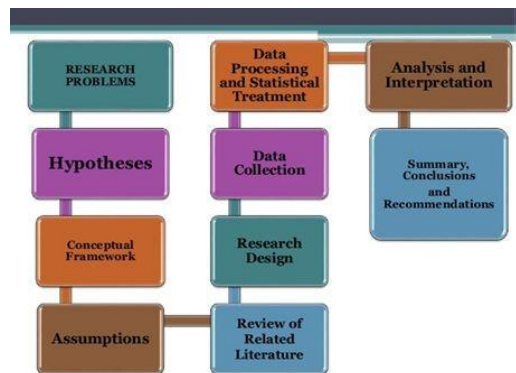 RESEARCH
PROBLEMS
Hypotheses
Conceptual
Framework
Assumptions
Review of
Related
Literature
Research
Design
Data
Collection
Data
Processing
and Statistical
Treatment
Analysis and
Interpretation
Summary,
Conclusions
and
Recommendations